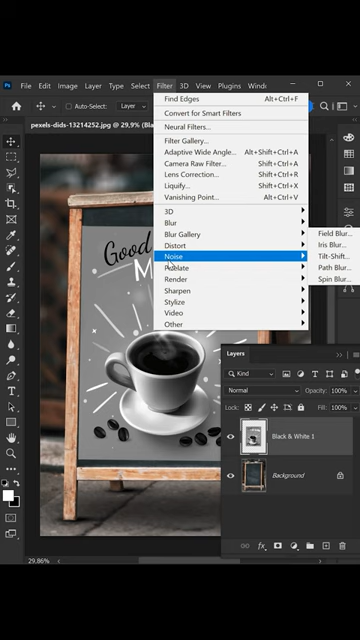 Ps File Edit Image Layer Type Select Filter 3D View Plugins
Auto-Select: Layer
pexels-dids-13214252.jpg @ 29,9%
Find Edges Alt+Ctrl+F
Convert for Smart Filters
Neural Filters...
Filter Gallery...
Adaptive Wide Angle... Alt+Shift+Ctrl+A
Camera Raw Filter... Shift+Ctrl+A
Lens Correction... Shift+Ctrl+R
Liquify... Shift+Ctrl+X
Vanishing Point... Alt+Ctrl+V
3D
Blur
Blur Gallery
Distort
Noise
Pixelate
Render
Sharpen
Stylize
Video
Other
Field Blur...
Iris Blur...
Tilt-Shift...
Path Blur...
Spin Blur...
Good
Layers
Kind
Normal Opacity: 100%
Lock: Fill: 100%
Black & White 1
Background
fx
29,86%